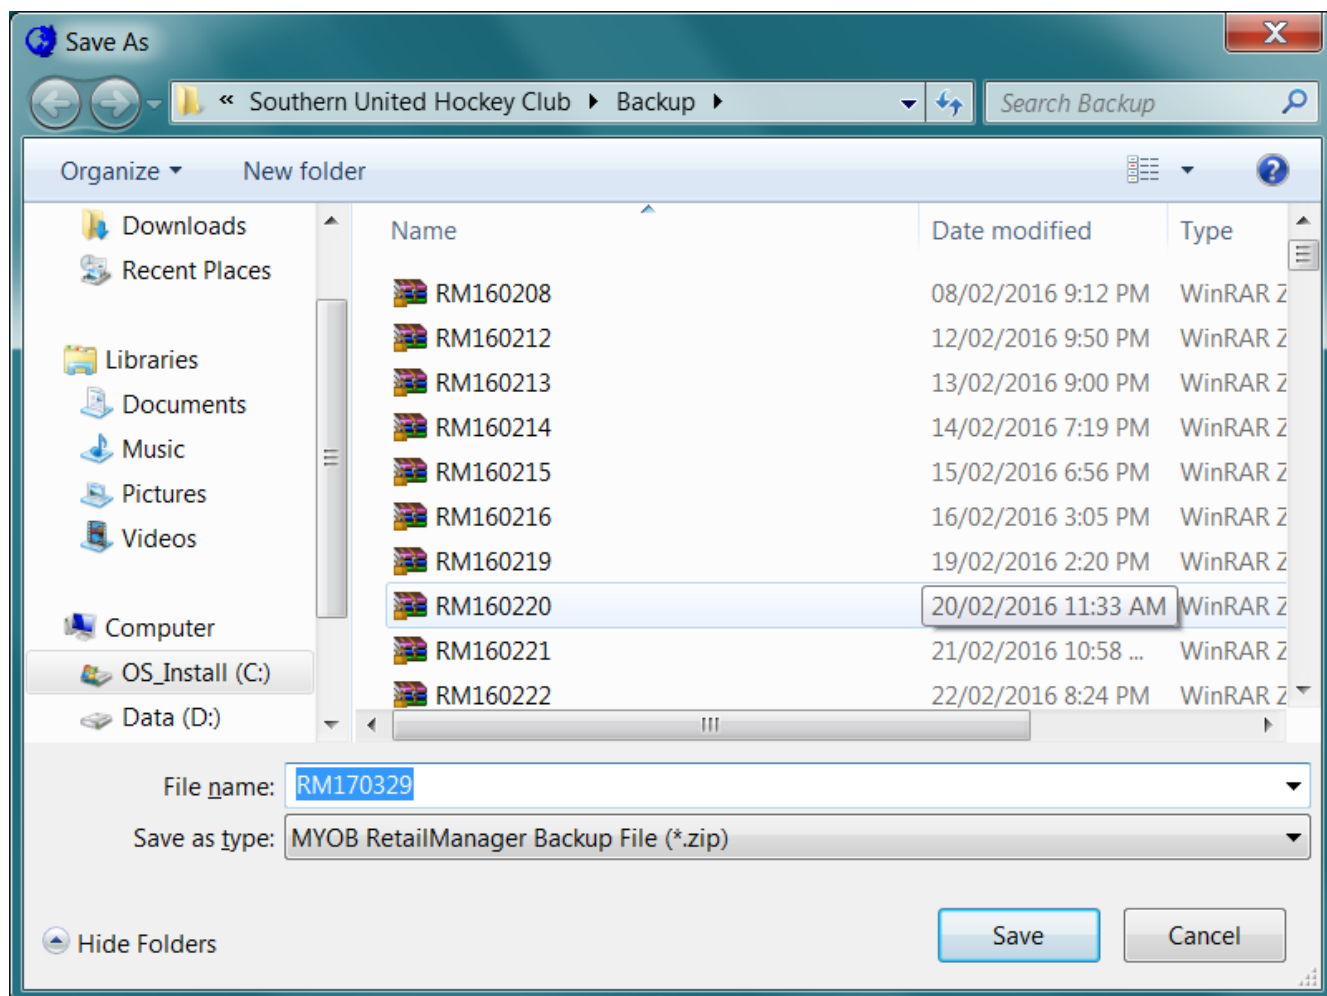 Save As
« Southern United Hockey Club Backup
Search Backup
Organize New folder
Downloads
Recent Places
Libraries
Documents
Music
Pictures
Videos
Computer
OS_Install (C:)
Data (D:)
Name Date modified Type
RM160208 08/02/2016 9:12 PM WinRAR Z
RM160212 12/02/2016 9:50 PM WinRAR Z
RM160213 13/02/2016 9:00 PM WinRAR Z
RM160214 14/02/2016 7:19 PM WinRAR Z
RM160215 15/02/2016 6:56 PM WinRAR Z
RM160216 16/02/2016 3:05 PM WinRAR Z
RM160219 19/02/2016 2:20 PM WinRAR Z
RM160220 20/02/2016 11:33 AM WinRAR Z
RM160221 21/02/2016 10:58 ... WinRAR Z
RM160222 22/02/2016 8:24 PM WinRAR Z
File name: RM170329
Save as type: MYOB RetailManager Backup File (*.zip)
Hide Folders Save Cancel